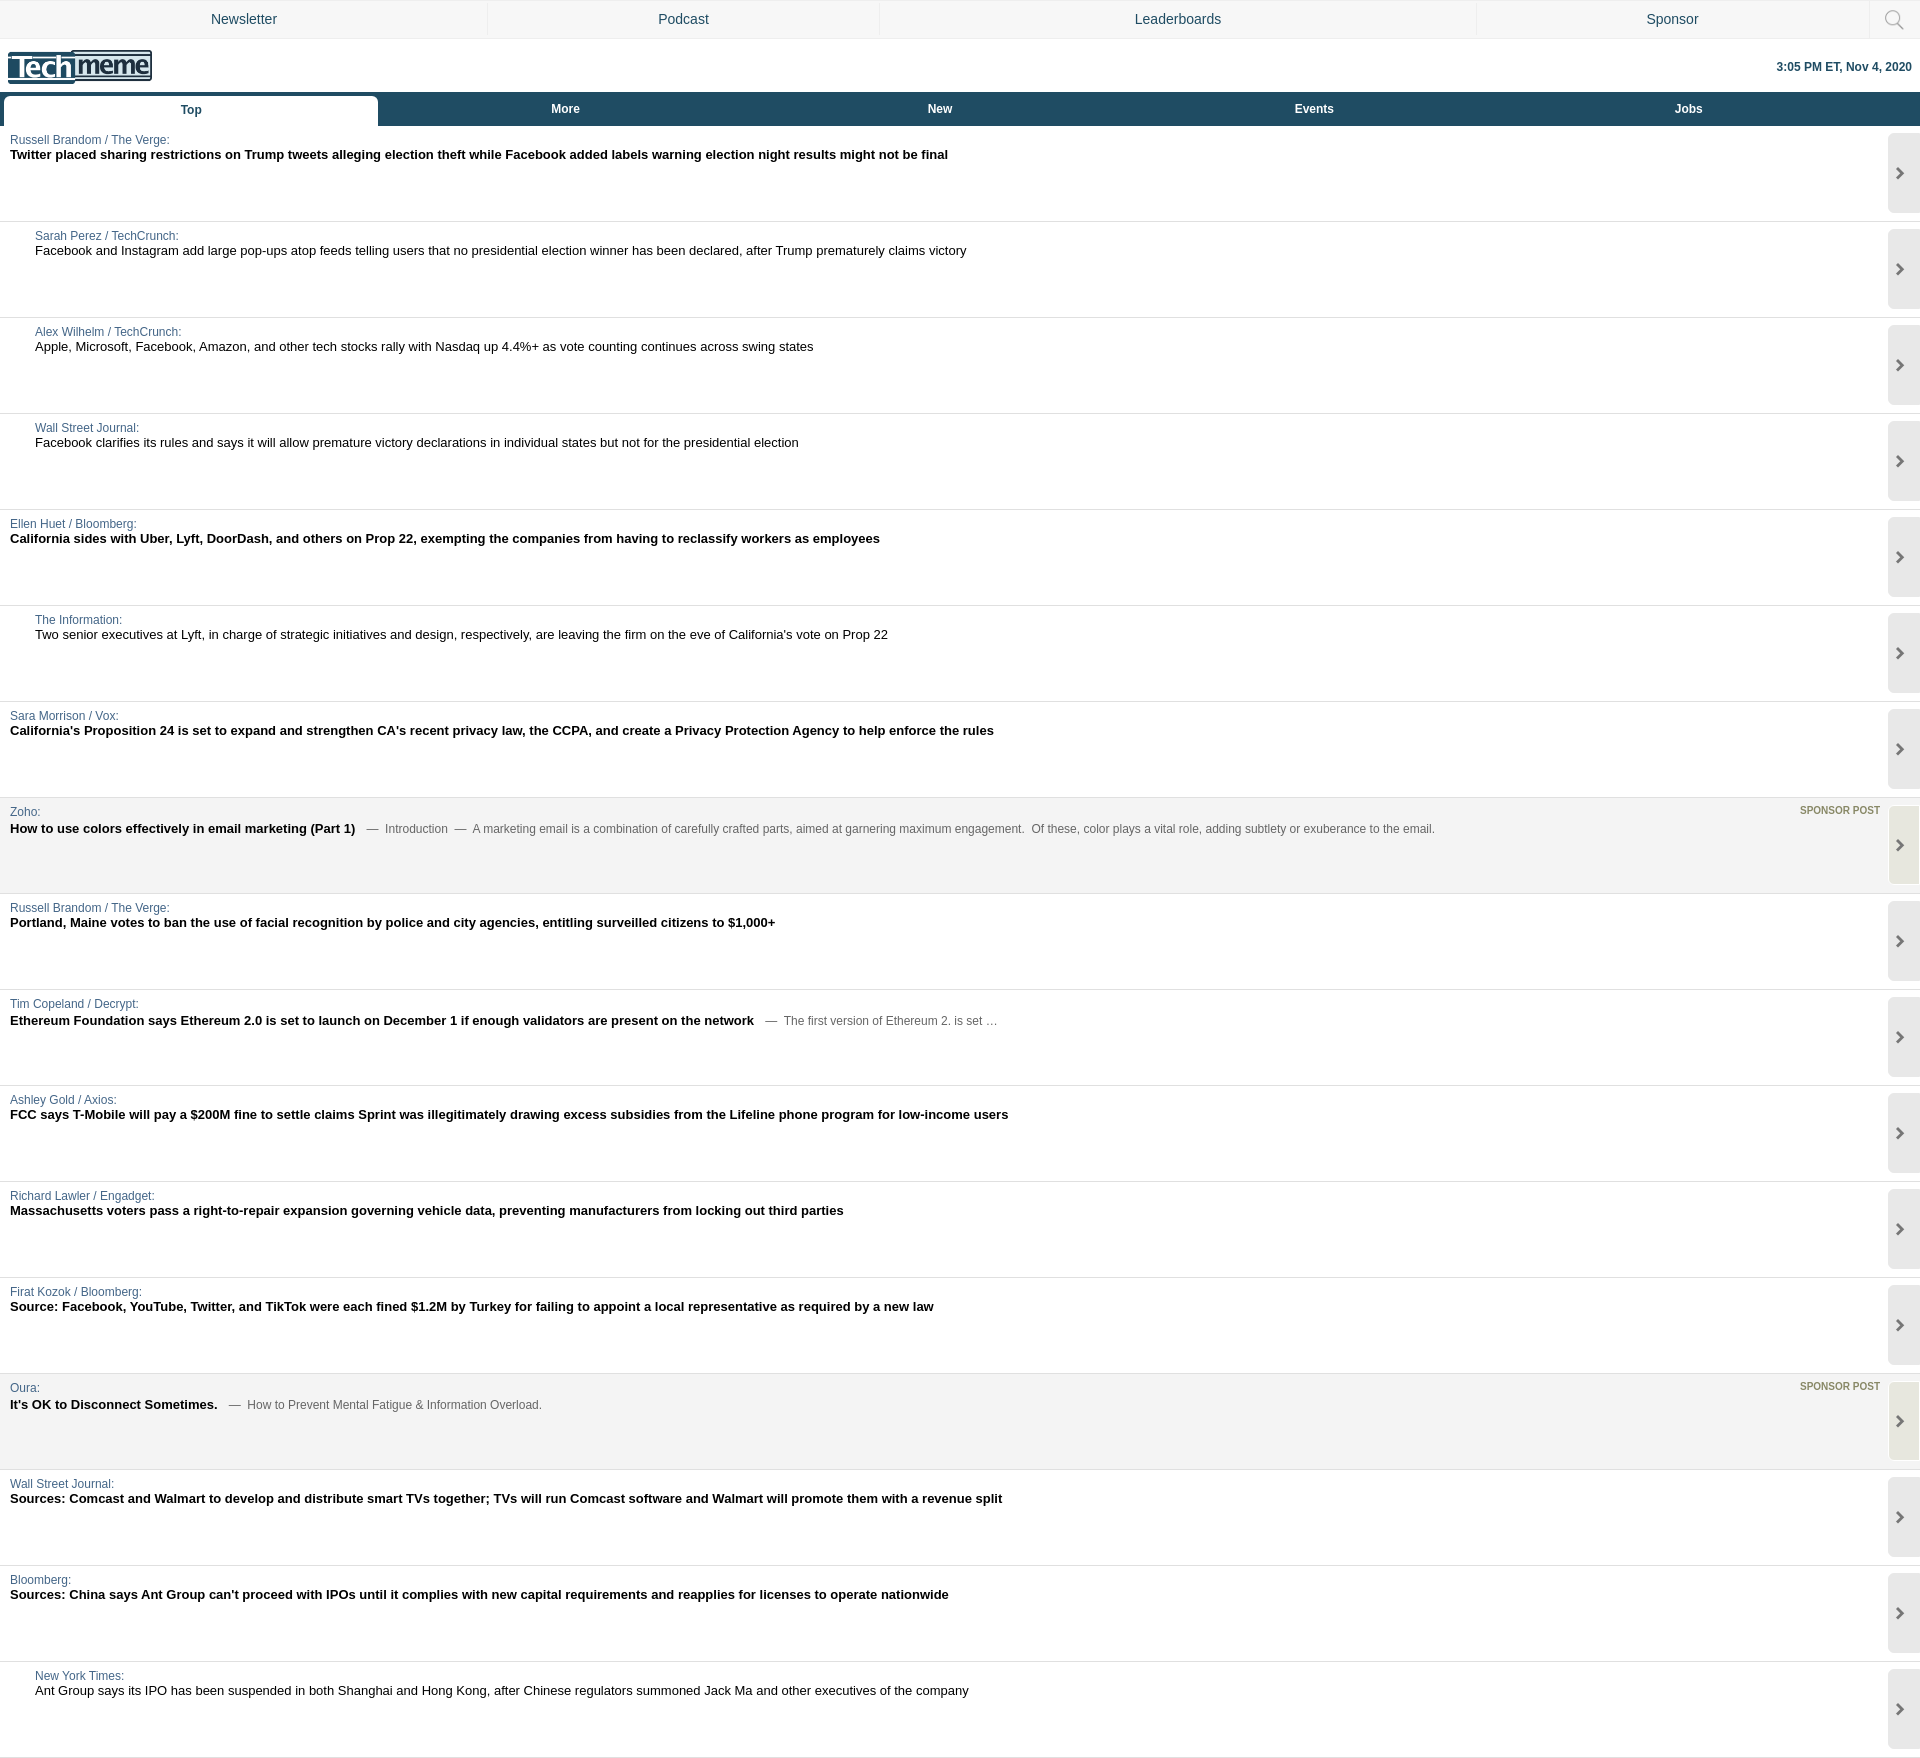 Newsletter Podcast Leaderboards Sponsor
Techmeme
3:05 PM ET, Nov 4, 2020
Top More New Events Jobs
Russell Brandom / The Verge:
Twitter placed sharing restrictions on Trump tweets alleging election theft while Facebook added labels warning election night results might not be final
Sarah Perez / TechCrunch:
Facebook and Instagram add large pop-ups atop feeds telling users that no presidential election winner has been declared, after Trump prematurely claims victory
Alex Wilhelm / TechCrunch:
Apple, Microsoft, Facebook, Amazon, and other tech stocks rally with Nasdaq up 4.4%+ as vote counting continues across swing states
Wall Street Journal:
Facebook clarifies its rules and says it will allow premature victory declarations in individual states but not for the presidential election
Ellen Huet / Bloomberg:
California sides with Uber, Lyft, DoorDash, and others on Prop 22, exempting the companies from having to reclassify workers as employees
The Information:
Two senior executives at Lyft, in charge of strategic initiatives and design, respectively, are leaving the firm on the eve of California's vote on Prop 22
Sara Morrison / Vox:
California's Proposition 24 is set to expand and strengthen CA's recent privacy law, the CCPA, and create a Privacy Protection Agency to help enforce the rules
Zoho:
SPONSOR POST
How to use colors effectively in email marketing (Part 1) — Introduction — A marketing email is a combination of carefully crafted parts, aimed at garnering maximum engagement. Of these, color plays a vital role, adding subtlety or exuberance to the email.
Russell Brandom / The Verge:
Portland, Maine votes to ban the use of facial recognition by police and city agencies, entitling surveilled citizens to $1,000+
Tim Copeland / Decrypt:
Ethereum Foundation says Ethereum 2.0 is set to launch on December 1 if enough validators are present on the network — The first version of Ethereum 2. is set …
Ashley Gold / Axios:
FCC says T-Mobile will pay a $200M fine to settle claims Sprint was illegitimately drawing excess subsidies from the Lifeline phone program for low-income users
Richard Lawler / Engadget:
Massachusetts voters pass a right-to-repair expansion governing vehicle data, preventing manufacturers from locking out third parties
Firat Kozok / Bloomberg:
Source: Facebook, YouTube, Twitter, and TikTok were each fined $1.2M by Turkey for failing to appoint a local representative as required by a new law
Oura:
SPONSOR POST
It's OK to Disconnect Sometimes. — How to Prevent Mental Fatigue & Information Overload.
Wall Street Journal:
Sources: Comcast and Walmart to develop and distribute smart TVs together; TVs will run Comcast software and Walmart will promote them with a revenue split
Bloomberg:
Sources: China says Ant Group can't proceed with IPOs until it complies with new capital requirements and reapplies for licenses to operate nationwide
New York Times:
Ant Group says its IPO has been suspended in both Shanghai and Hong Kong, after Chinese regulators summoned Jack Ma and other executives of the company